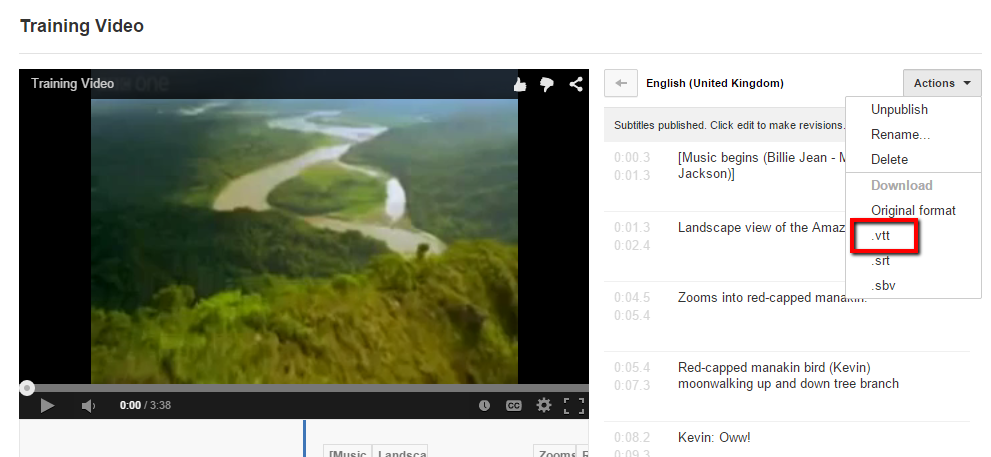 Training Video
Training Video
one
English (United Kingdom)
Actions
Unpublish
Rename...
Delete
Download
Original format
.vtt
.srt
.sbv
Subtitles published. Click edit to make revisions.
0:00.3
0:01.3
[Music begins (Billie Jean - M
Jackson)]
0:01.3
0:02.4
Landscape view of the Amaz
0:04.5
0:05.4
Zooms into red-capped manakin.
0:05.4
0:07.3
Red-capped manakin bird (Kevin)
moonwalking up and down tree branch
0:08.2
0:09.3
Kevin: Oww!
0:00 / 3:38
CC
[Music
Landsca
Zooms
R